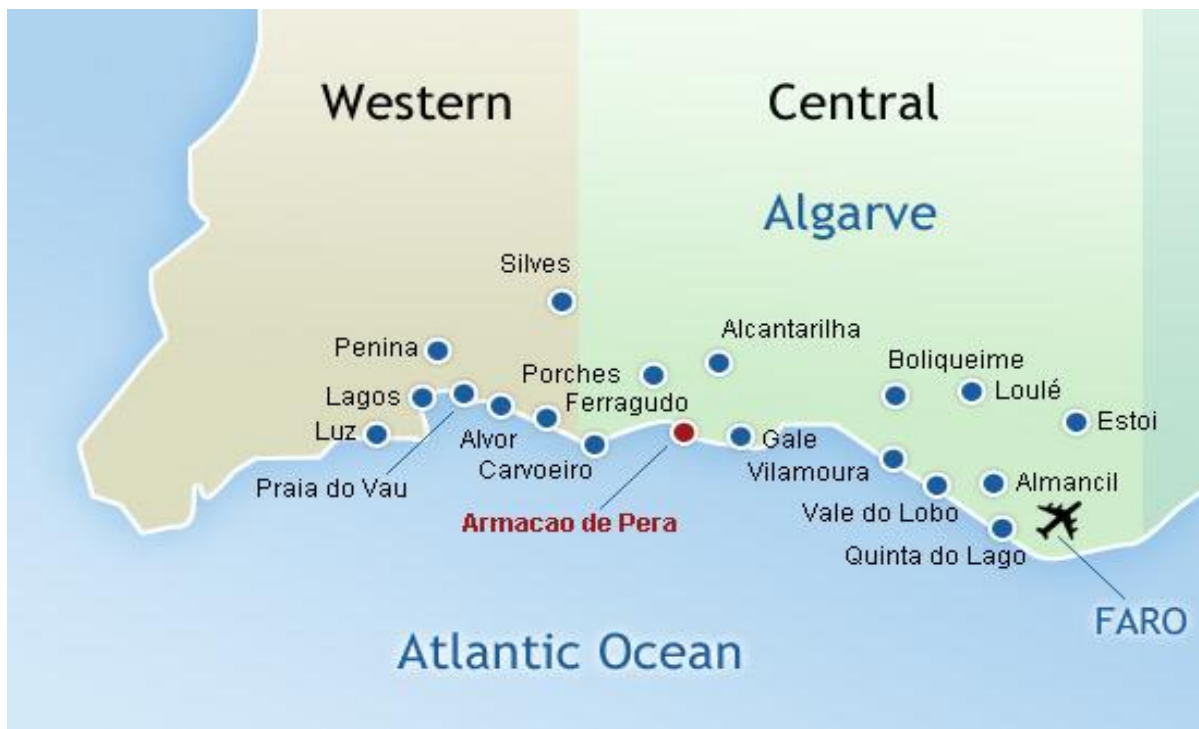 Western
Central
Algarve
Silves
Alcantarilha
Penina
Boliqueime
Porches
Loulé
Lagos
Ferragudo
Estoi
Luz
Alvor
Gale
Carvoeiro
Vilamoura
Praia do Vau
Almancil
Vale do Lobo
Armacao de Pera
Quinta do Lago
FARO
Atlantic Ocean